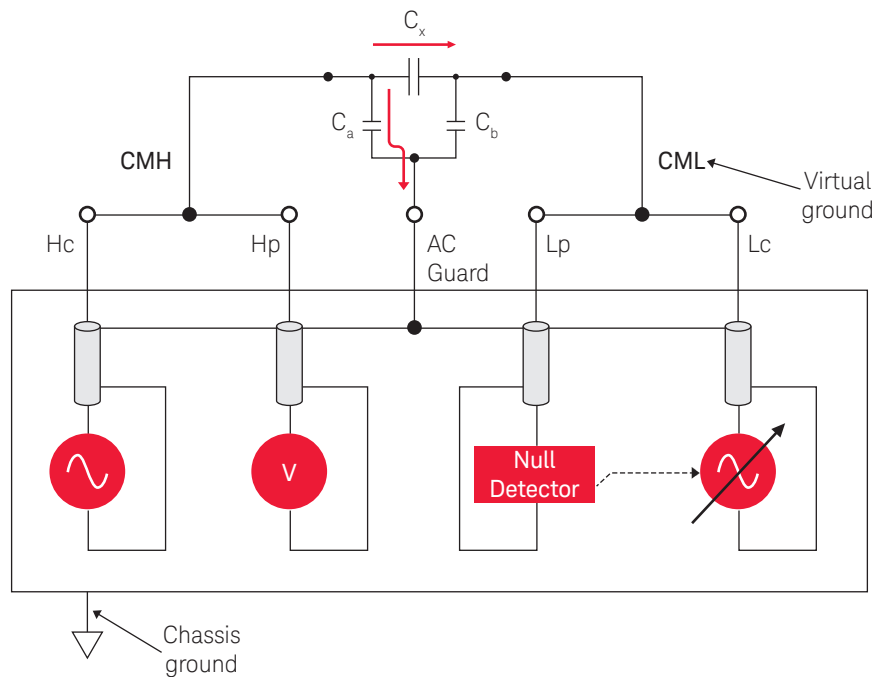 Cx
Ca
Cb
CMH
CML
Virtual
ground
Hc
Hp
AC
Guard
Lp
Lc
V
Null
Detector
Chassis
ground